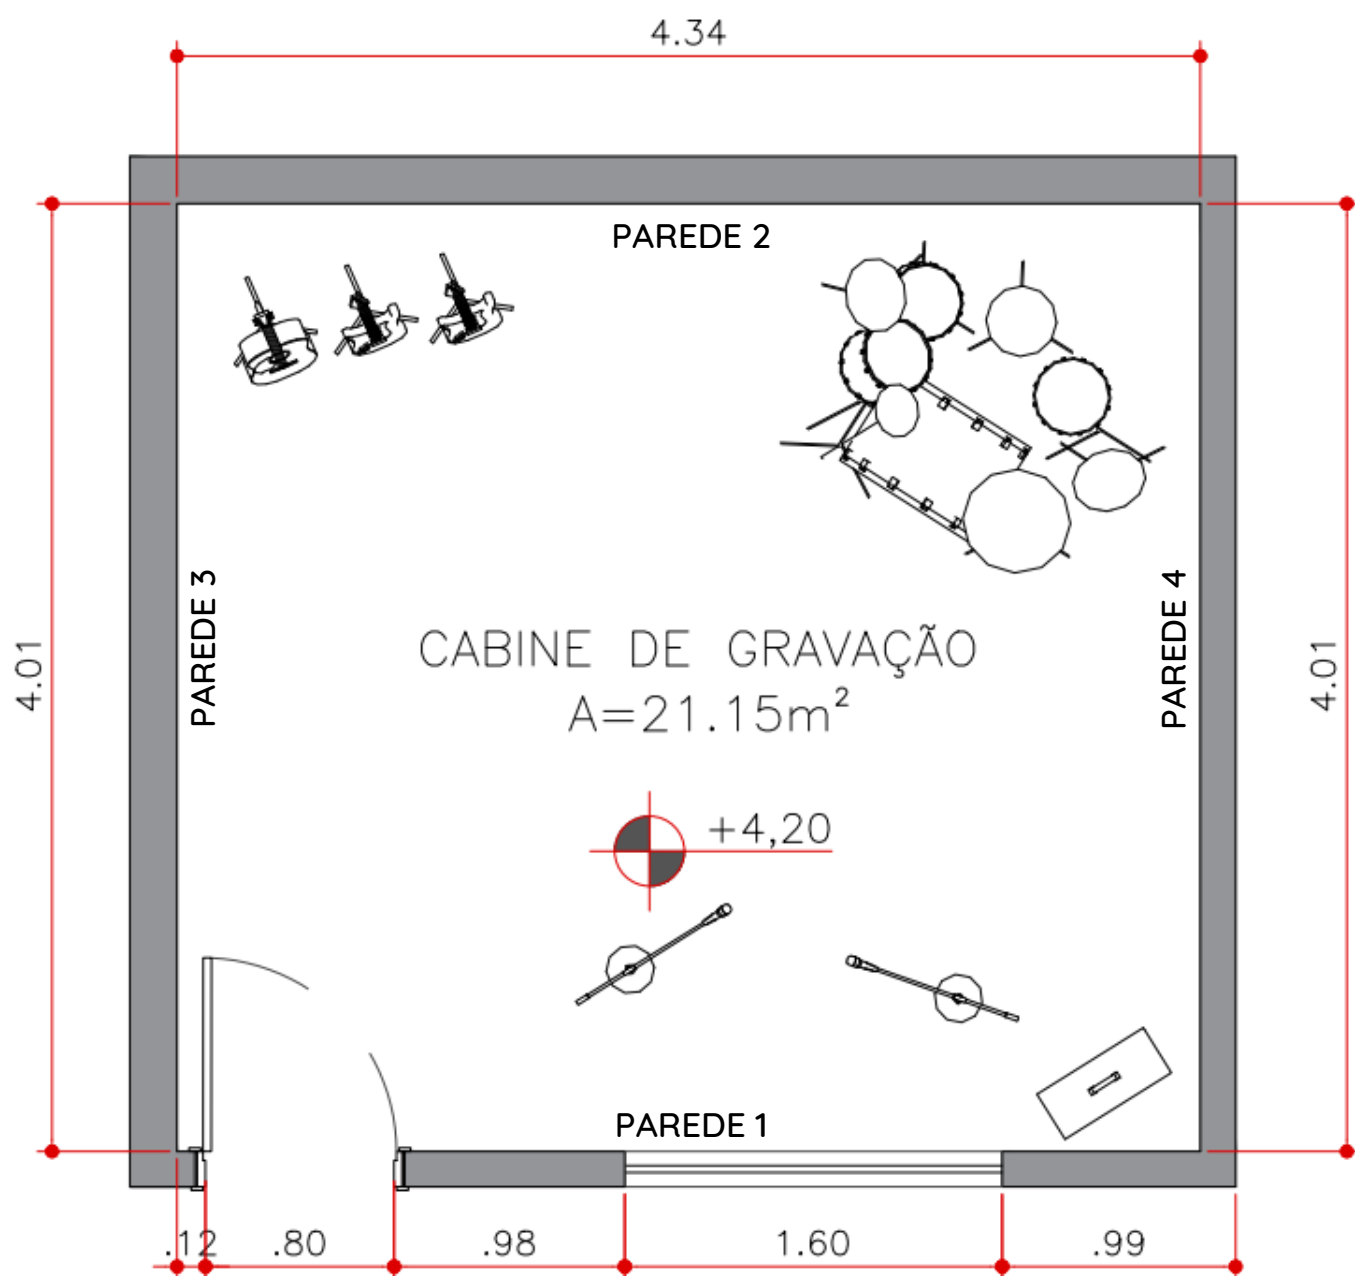 4.34
PAREDE 2
PAREDE 3
PAREDE 4
4.01
4.01
CABINE DE GRAVAÇÃO
A=21.15m²
+4,20
PAREDE 1
.12
.80
.98
1.60
.99